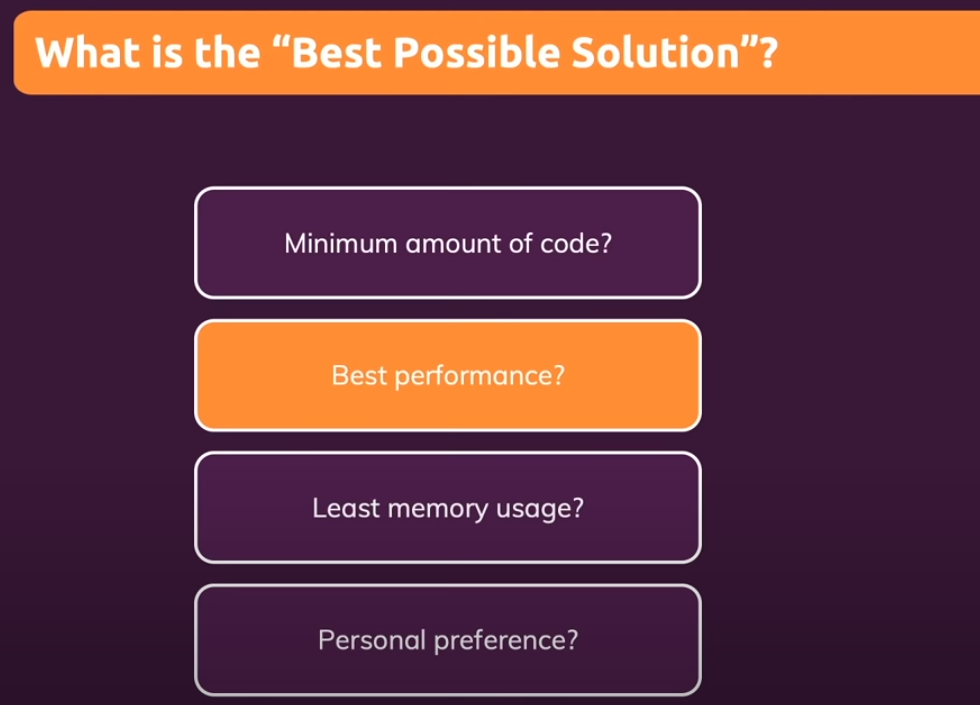 What is the “Best Possible Solution”?
Minimum amount of code?
Best performance?
Least memory usage?
Personal preference?